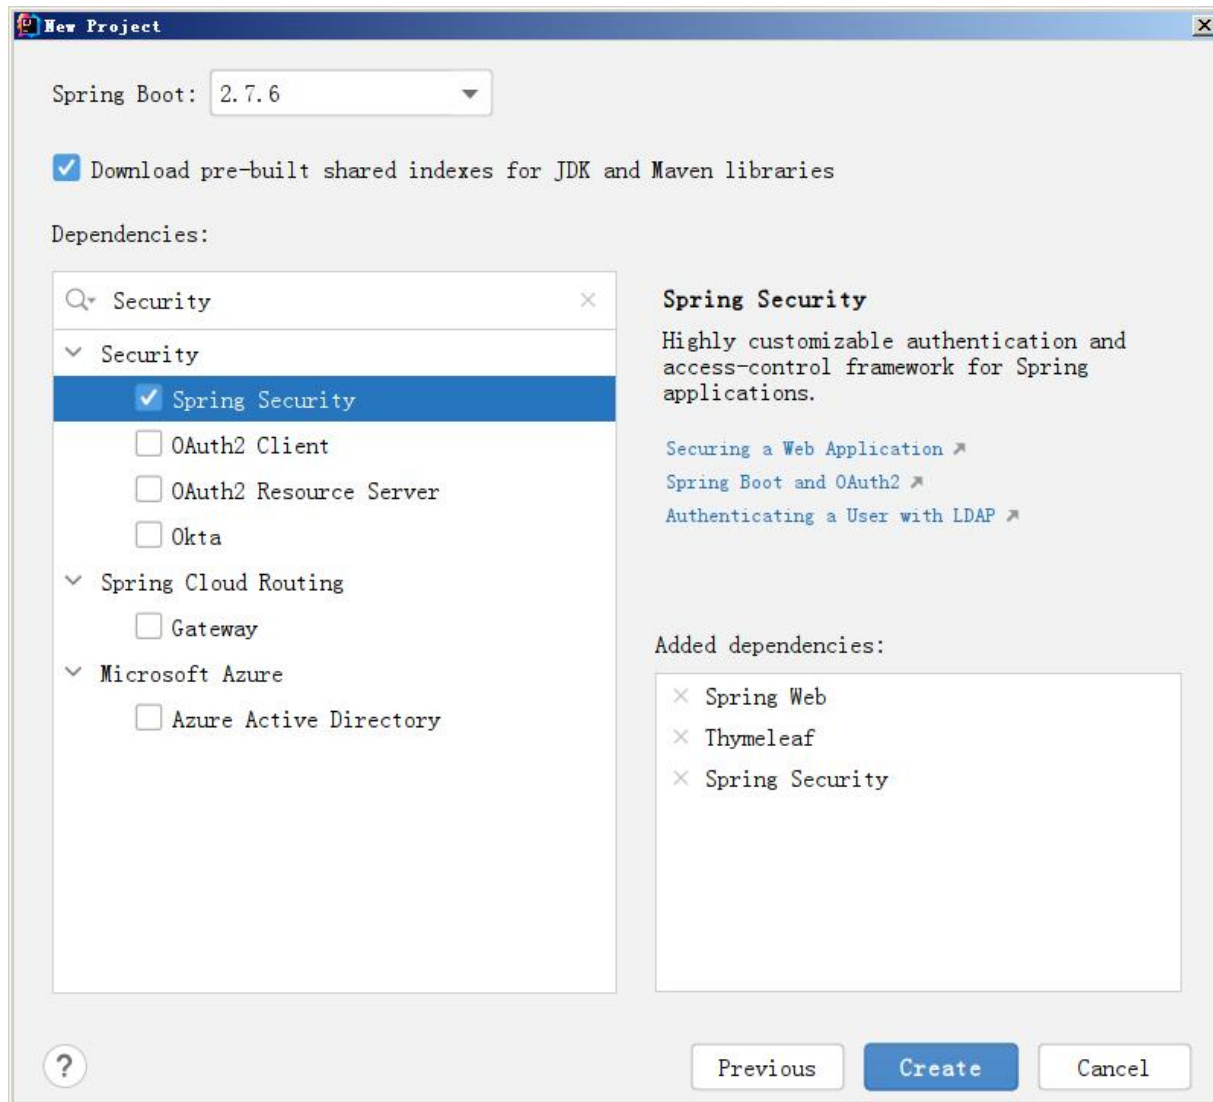 New Project
Spring Boot: 2.7.6
Download pre-built shared indexes for JDK and Maven libraries
Dependencies:
Security
Security
Spring Security
OAuth2 Client
OAuth2 Resource Server
Okta
Spring Cloud Routing
Gateway
Microsoft Azure
Azure Active Directory
Spring Security
Highly customizable authentication and
access-control framework for Spring
applications.
Securing a Web Application
Spring Boot and OAuth2
Authenticating a User with LDAP
Added dependencies:
Spring Web
Thymeleaf
Spring Security
?
Previous
Create
Cancel